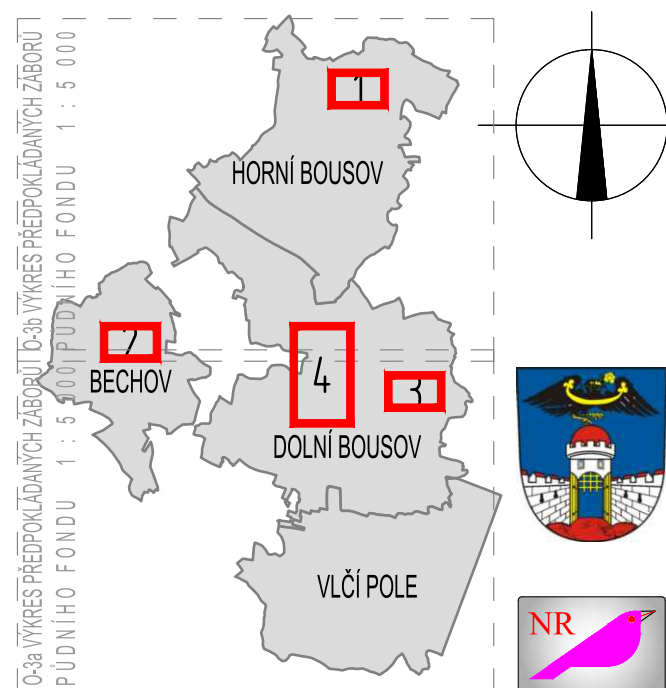 O-3b VÝKRES PŘEDPOKLÁDANÝCH ZÁBORŮ
PŮDNÍHO FONDU 1 : 5 000
O-3a VÝKRES PŘEDPOKLÁDANÝCH ZÁBORŮ
PŮDNÍHO FONDU 1 : 5 000
1
HORNÍ BOUSOV
2
BECHOV
4
3
DOLNÍ BOUSOV
VLČÍ POLE
NR